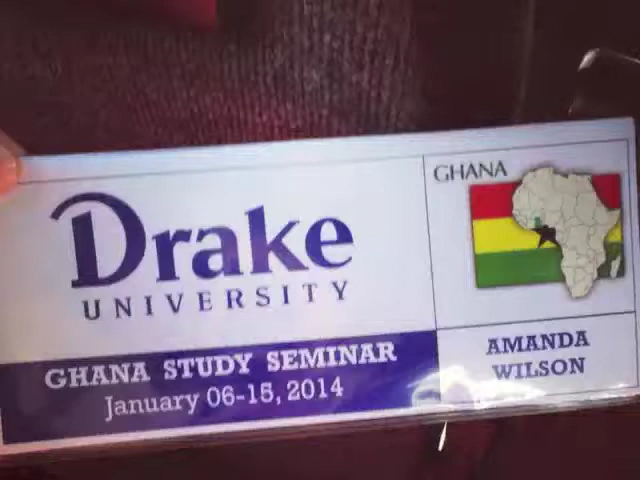 Drake
UNIVERSITY
GHANA STUDY SEMINAR
January 06-15, 2014
GHANA
AMANDA
WILSON